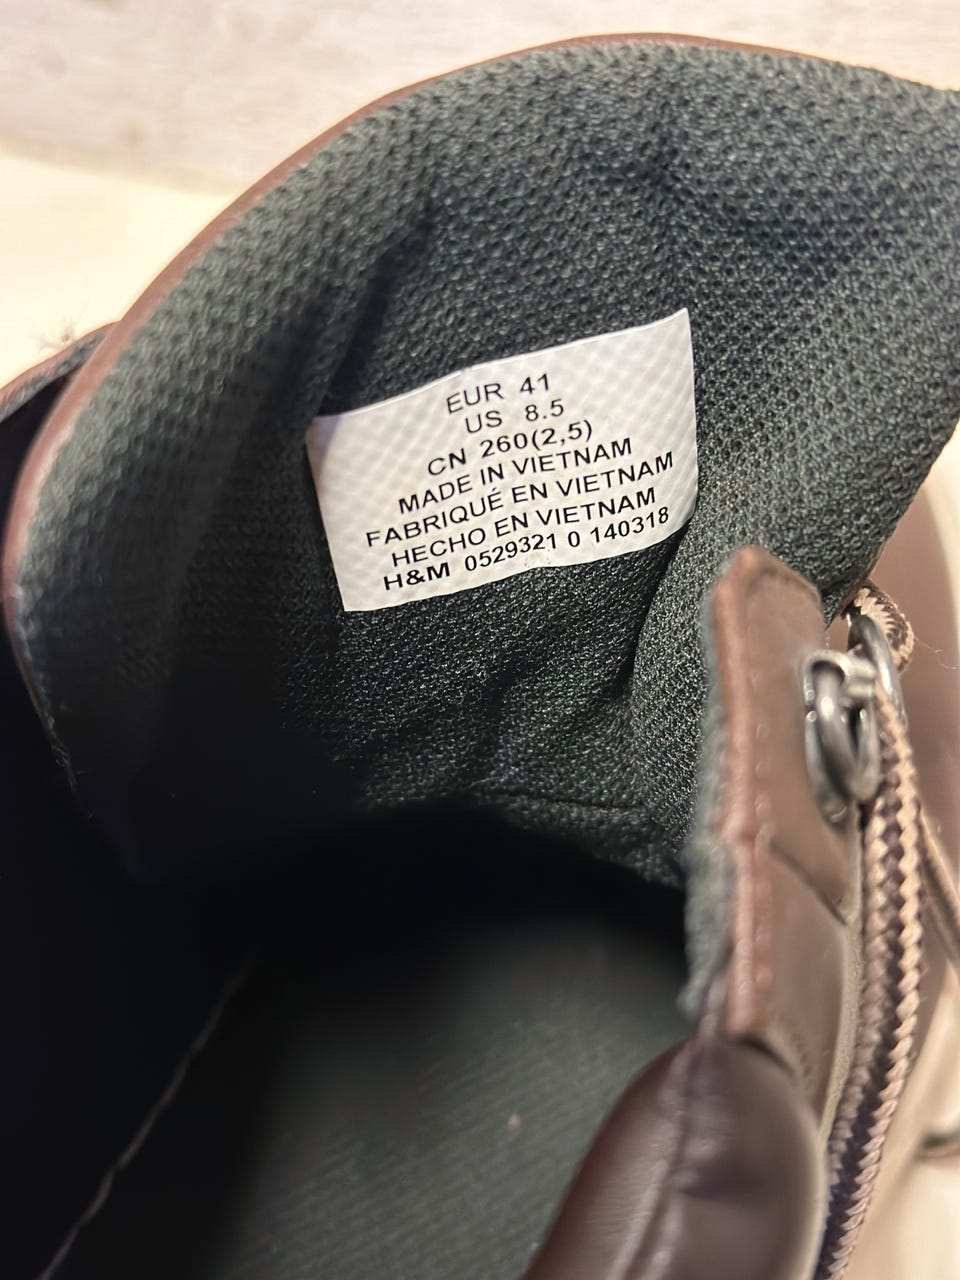 EUR 41
US 8.5
CN 260(2,5)
MADE IN VIETNAM
FABRIQUÉ EN VIETNAM
HECHO EN VIETNAM
H&M 0529321 0 140318